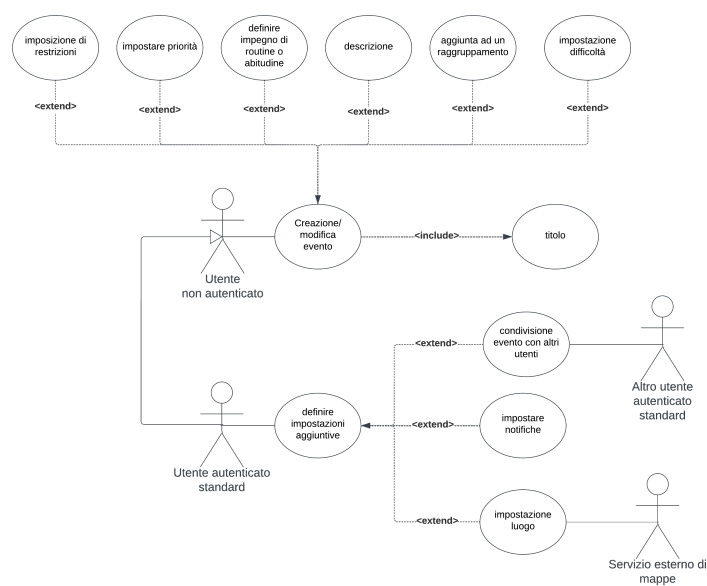 imposizione di
restrizioni
impostare priorità
definire
impegno di
routine o
abitudine
descrizione
aggiunta ad un
raggruppamento
impostazione
difficoltà
<extend>
<extend>
<extend>
<extend>
<extend>
<extend>
Creazione/
modifica
evento
<include>
titolo
Utente
non autenticato
condivisione
evento con altri
utenti
<extend>
Altro utente
autenticato
standard
definire
impostazioni
aggiuntive
<extend>
impostare
notifiche
Utente autenticato
standard
<extend>
impostazione
luogo
Servizio esterno di
mappe